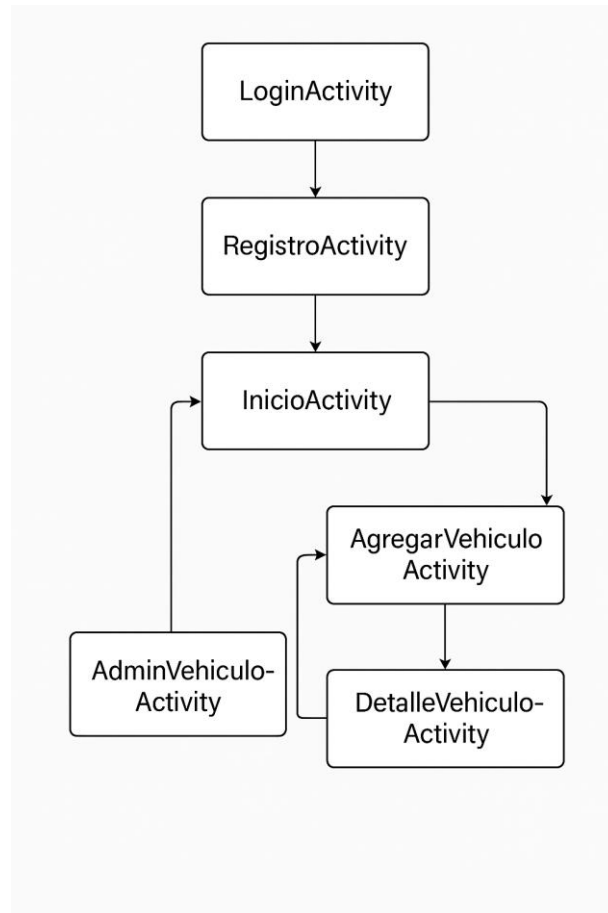 LoginActivity
RegistroActivity
InicioActivity
AgregarVehiculo
Activity
AdminVehiculo-
Activity
DetalleVehiculo-
Activity